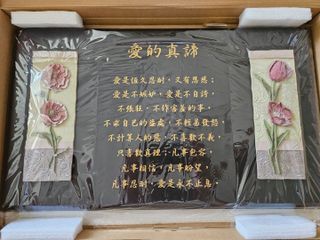 愛的真諦
愛是恆久忍耐，又有恩慈；
愛是不嫉妒，愛是不自誇，
不張狂，不作害羞的事，
不求自己的益處，不輕易發怒，
不計算人的惡，不喜歡不義，
只喜歡真理；凡事包容，
凡事相信，凡事盼望，
凡事忍耐，愛是永不止息。